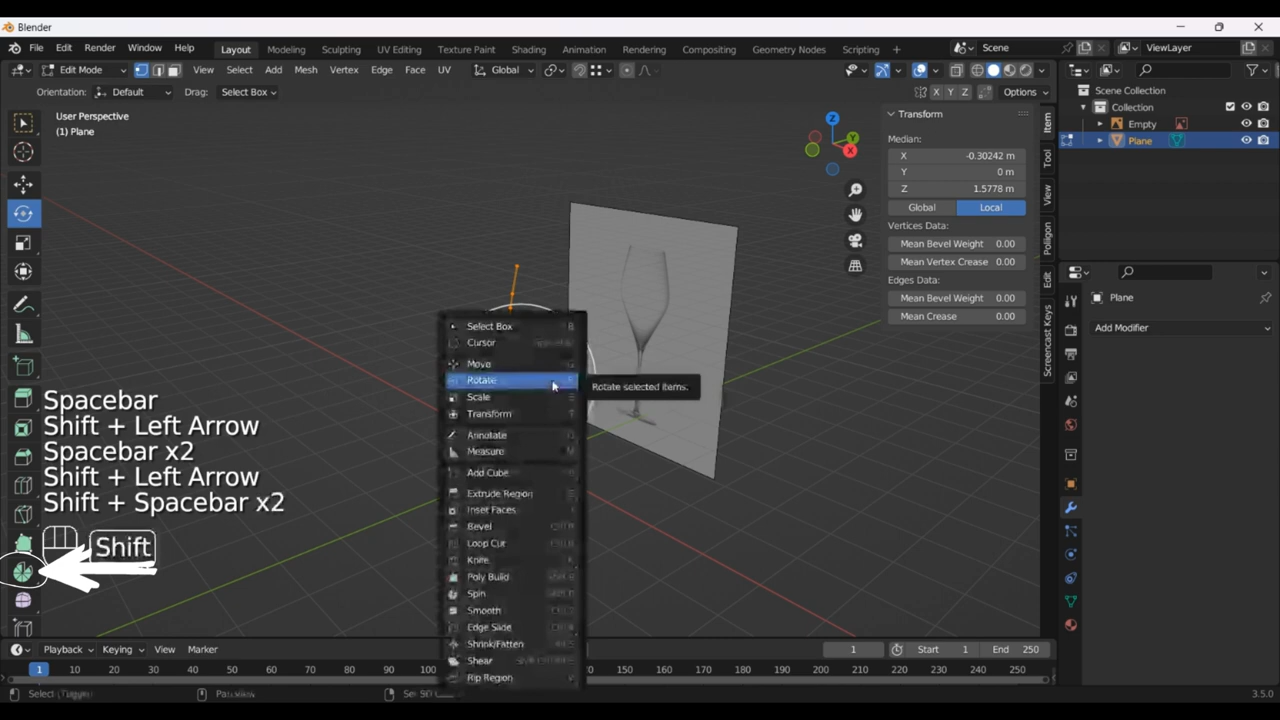 Blender
File Edit Render Window Help
Layout Modeling Sculpting UV Editing Texture Paint Shading Animation Rendering Compositing Geometry Nodes Scripting +
Scene
ViewLayer
Edit Mode
View Select Add Mesh Vertex Edge Face UV
Global
Orientation: Default Drag: Select Box
X Y Z Options
User Perspective
(1) Plane
Z
Y
X
Transform
Median:
X -0.30242 m
Y 0 m
Z 1.5778 m
Global Local
Vertices Data:
Mean Bevel Weight 0.00
Mean Vertex Crease 0.00
Edges Data:
Mean Bevel Weight 0.00
Mean Crease 0.00
Item
Tool
View
Poliigon
Edit
Screencast Keys
Scene Collection
Collection
Empty
Plane
Plane
Add Modifier
Select Box
Cursor
Move
Rotate
Rotate selected items.
Scale
Transform
Annotate
Measure
Add Cube
Extrude Region
Inset Faces
Bevel
Loop Cut
Knife
Poly Build
Spin
Smooth
Edge Slide
Shrink/Fatten
Shear
Rip Region
Spacebar
Shift + Left Arrow
Spacebar x2
Shift + Left Arrow
Shift + Spacebar x2
Shift
Playback Keying View Marker
1 Start 1 End 250
1 10 20 30 40 50 60 70 80 90 100 150 160 170 180 190 200 210 220 230 240 250
3.5.0